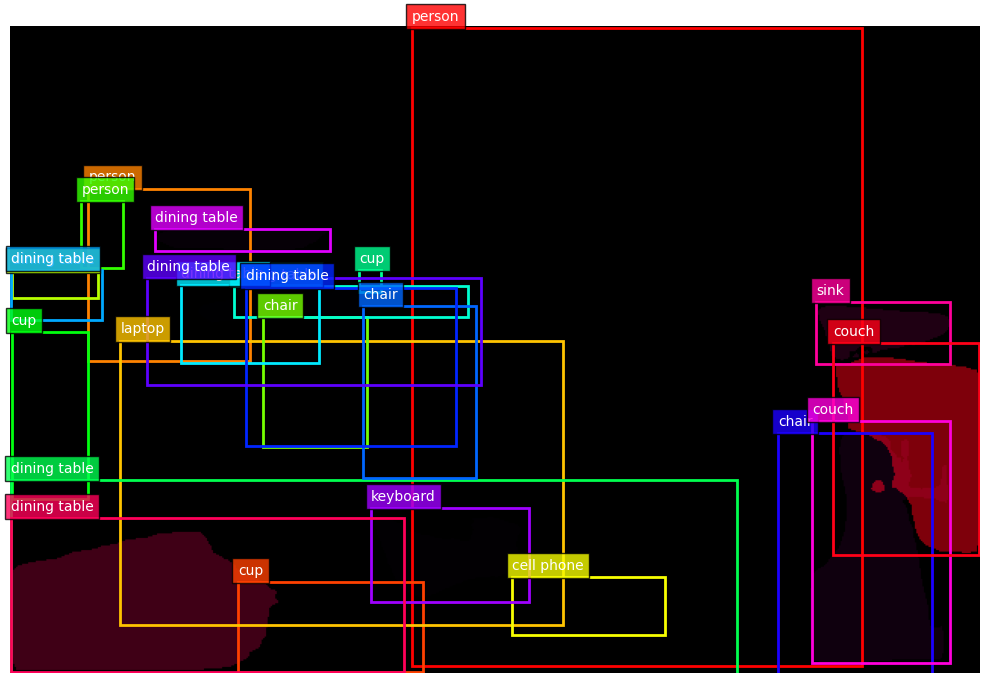 person
person
person
dining table
dining table
cup
dining table
dining table
chair
chair
sink
cup
laptop
couch
couch
chair
dining table
keyboard
dining table
cell phone
cup